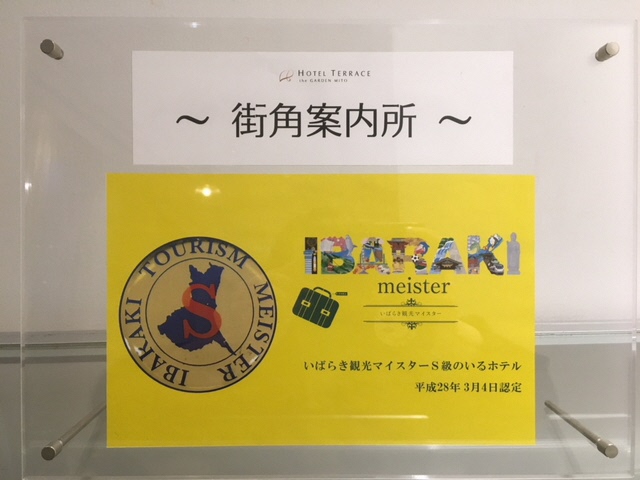 HOTEL TERRACE
the GARDEN MITO
～ 街角案内所 ～
IBARAKI TOURISM MEISTER
S
IBARAKI
meister
いばらき観光マイスター
いばらき観光マイスターS級のいるホテル
平成28年 3月4日認定